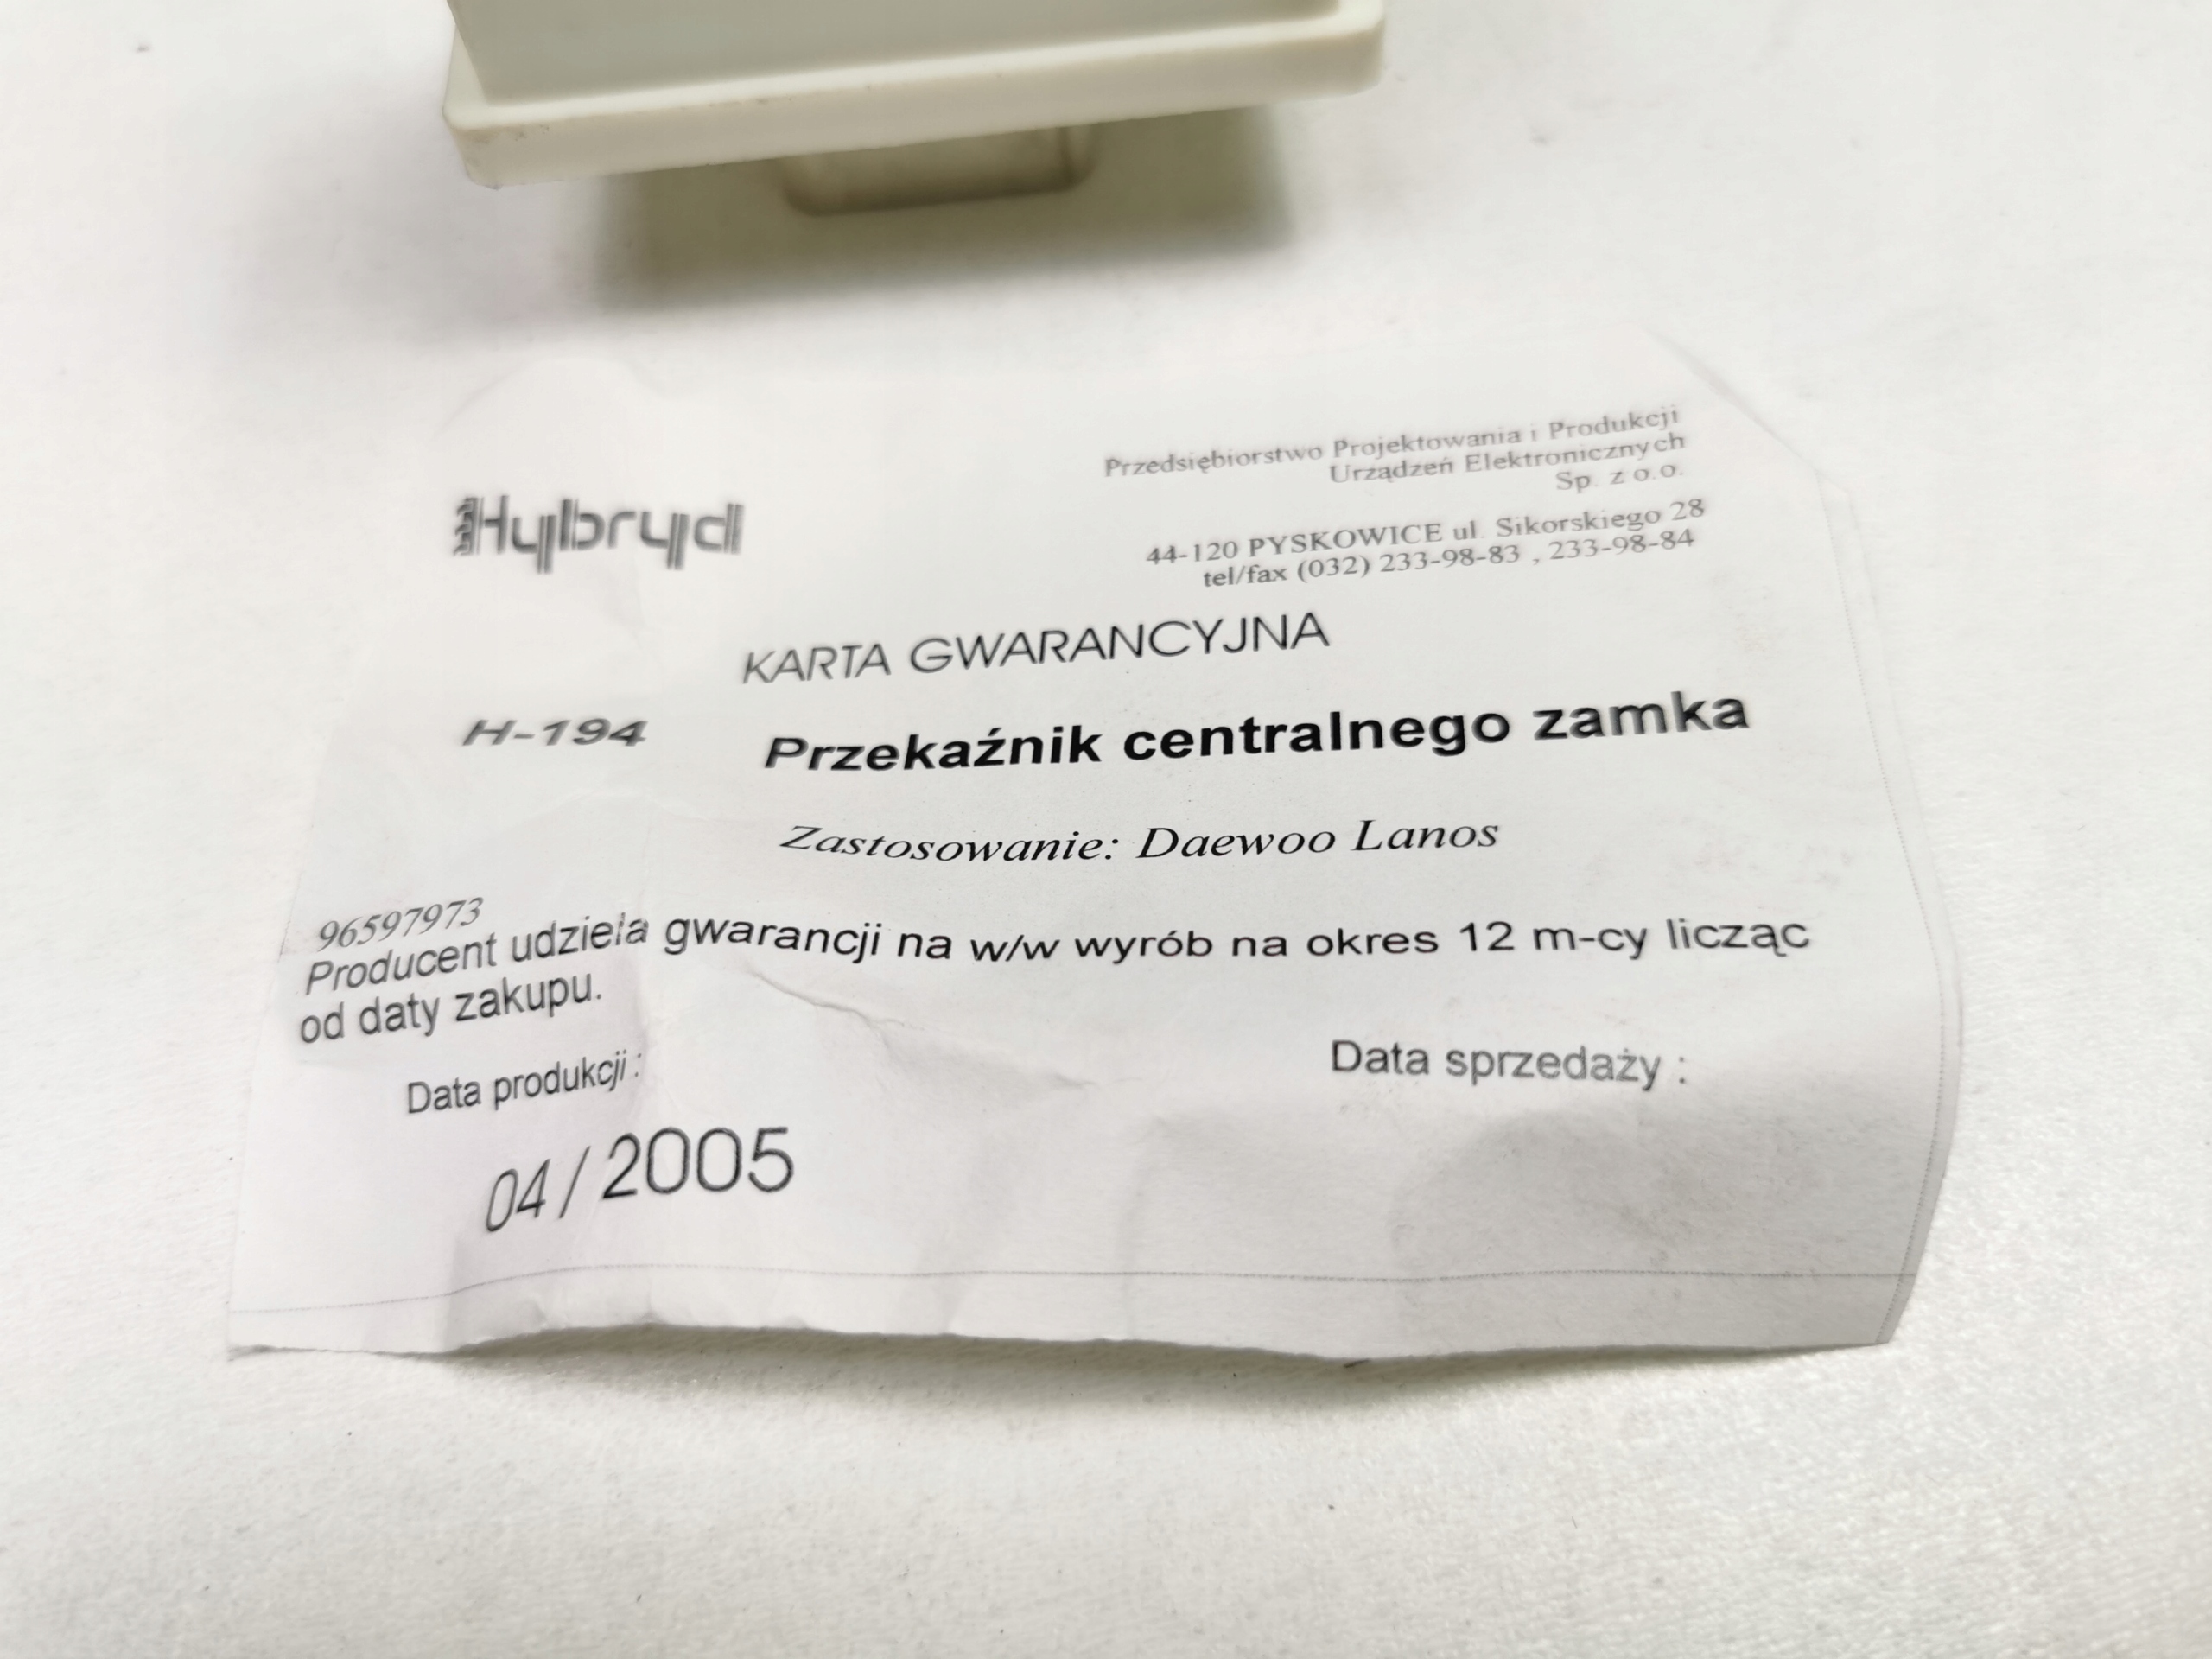 Hybryd
Przedsiębiorstwo Projektowania i Produkcji
Urządzeń Elektronicznych
Sp. z o.o.
44-120 PYSKOWICE ul. Sikorskiego 28
tel/fax (032) 233-98-83 , 233-98-84
KARTA GWARANCYJNA
H-194 Przekaźnik centralnego zamka
Zastosowanie: Daewoo Lanos
96597973
Producent udziela gwarancji na w/w wyrób na okres 12 m-cy licząc
od daty zakupu.
Data produkcji : Data sprzedaży :
04/2005